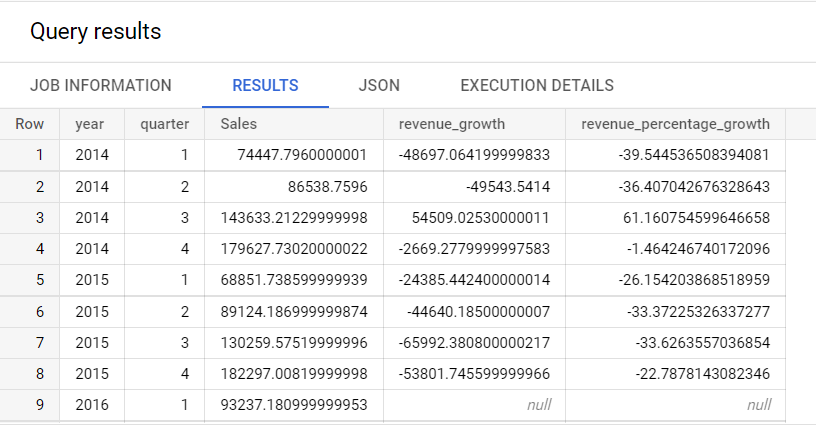 Query results
JOB INFORMATION RESULTS JSON EXECUTION DETAILS
Row year quarter Sales revenue_growth revenue_percentage_growth
1 2014 1 74447.7960000001 -48697.064199999833 -39.544536508394081
2 2014 2 86538.7596 -49543.5414 -36.407042676328643
3 2014 3 143633.21229999998 54509.02530000011 61.160754599646658
4 2014 4 179627.73020000022 -2669.2779999997583 -1.464246740172096
5 2015 1 68851.738599999939 -24385.442400000014 -26.154203868518959
6 2015 2 89124.186999999874 -44640.18500000007 -33.37225326337277
7 2015 3 130259.57519999996 -65992.380800000217 -33.6263557036854
8 2015 4 182297.00819999998 -53801.745599999966 -22.7878143082346
9 2016 1 93237.180999999953 null null